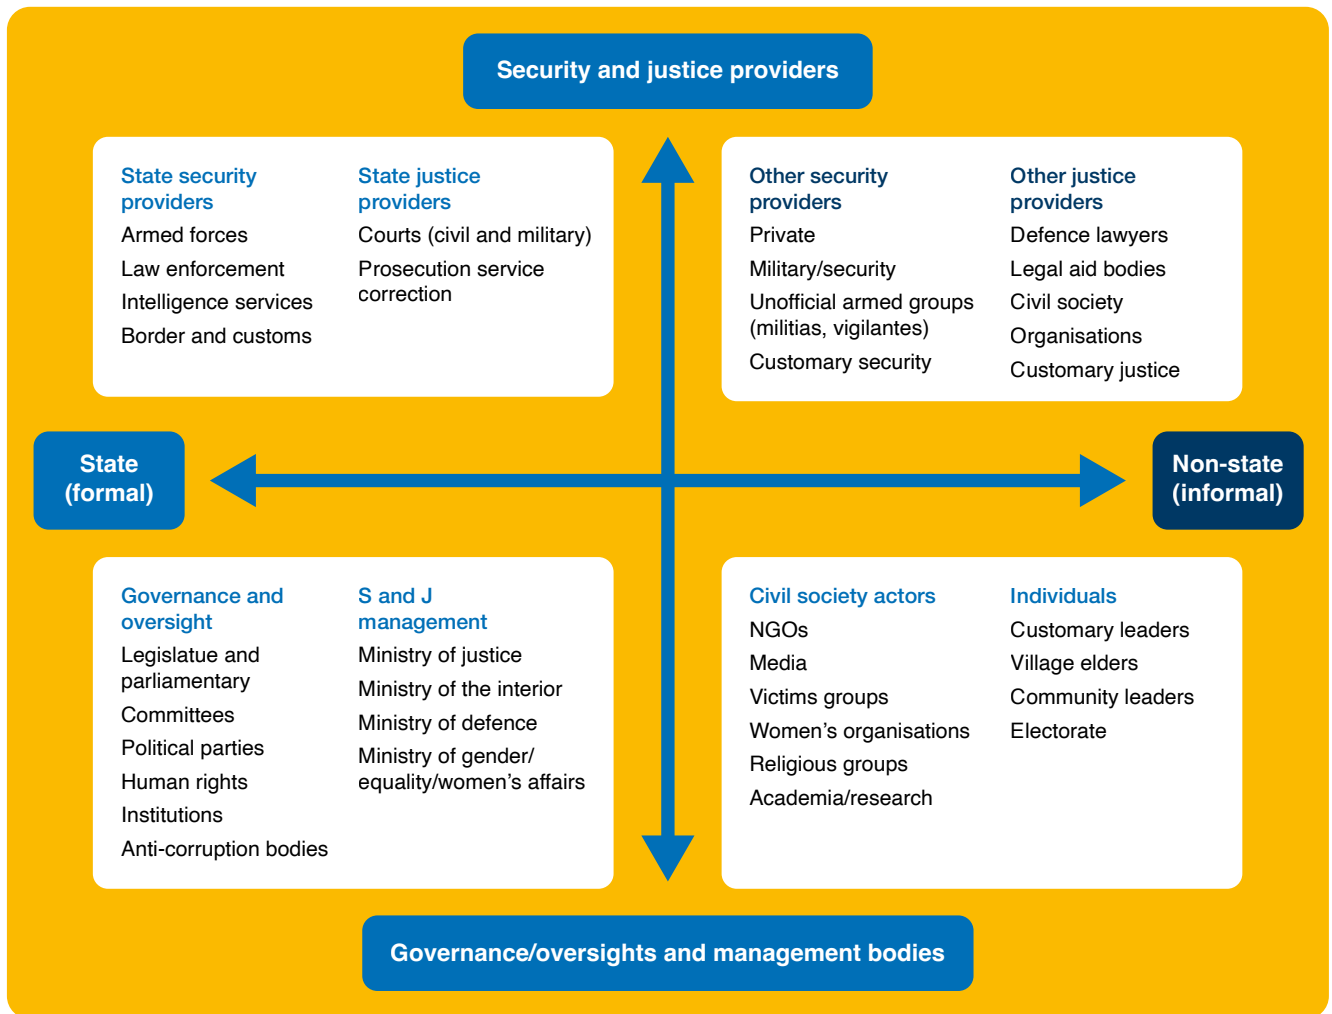 Security and justice providers
State security
providers
Armed forces
Law enforcement
Intelligence services
Border and customs
State justice
providers
Courts (civil and military)
Prosecution service
correction
Other security
providers
Private
Military/security
Unofficial armed groups
(militias, vigilantes)
Customary security
Other justice
providers
Defence lawyers
Legal aid bodies
Civil society
Organisations
Customary justice
State
(formal)
Non-state
(informal)
Governance and
oversight
Legislatue and
parliamentary
Committees
Political parties
Human rights
Institutions
Anti-corruption bodies
S and J
management
Ministry of justice
Ministry of the interior
Ministry of defence
Ministry of gender/
equality/women’s affairs
Civil society actors
NGOs
Media
Victims groups
Women’s organisations
Religious groups
Academia/research
Individuals
Customary leaders
Village elders
Community leaders
Electorate
Governance/oversights and management bodies